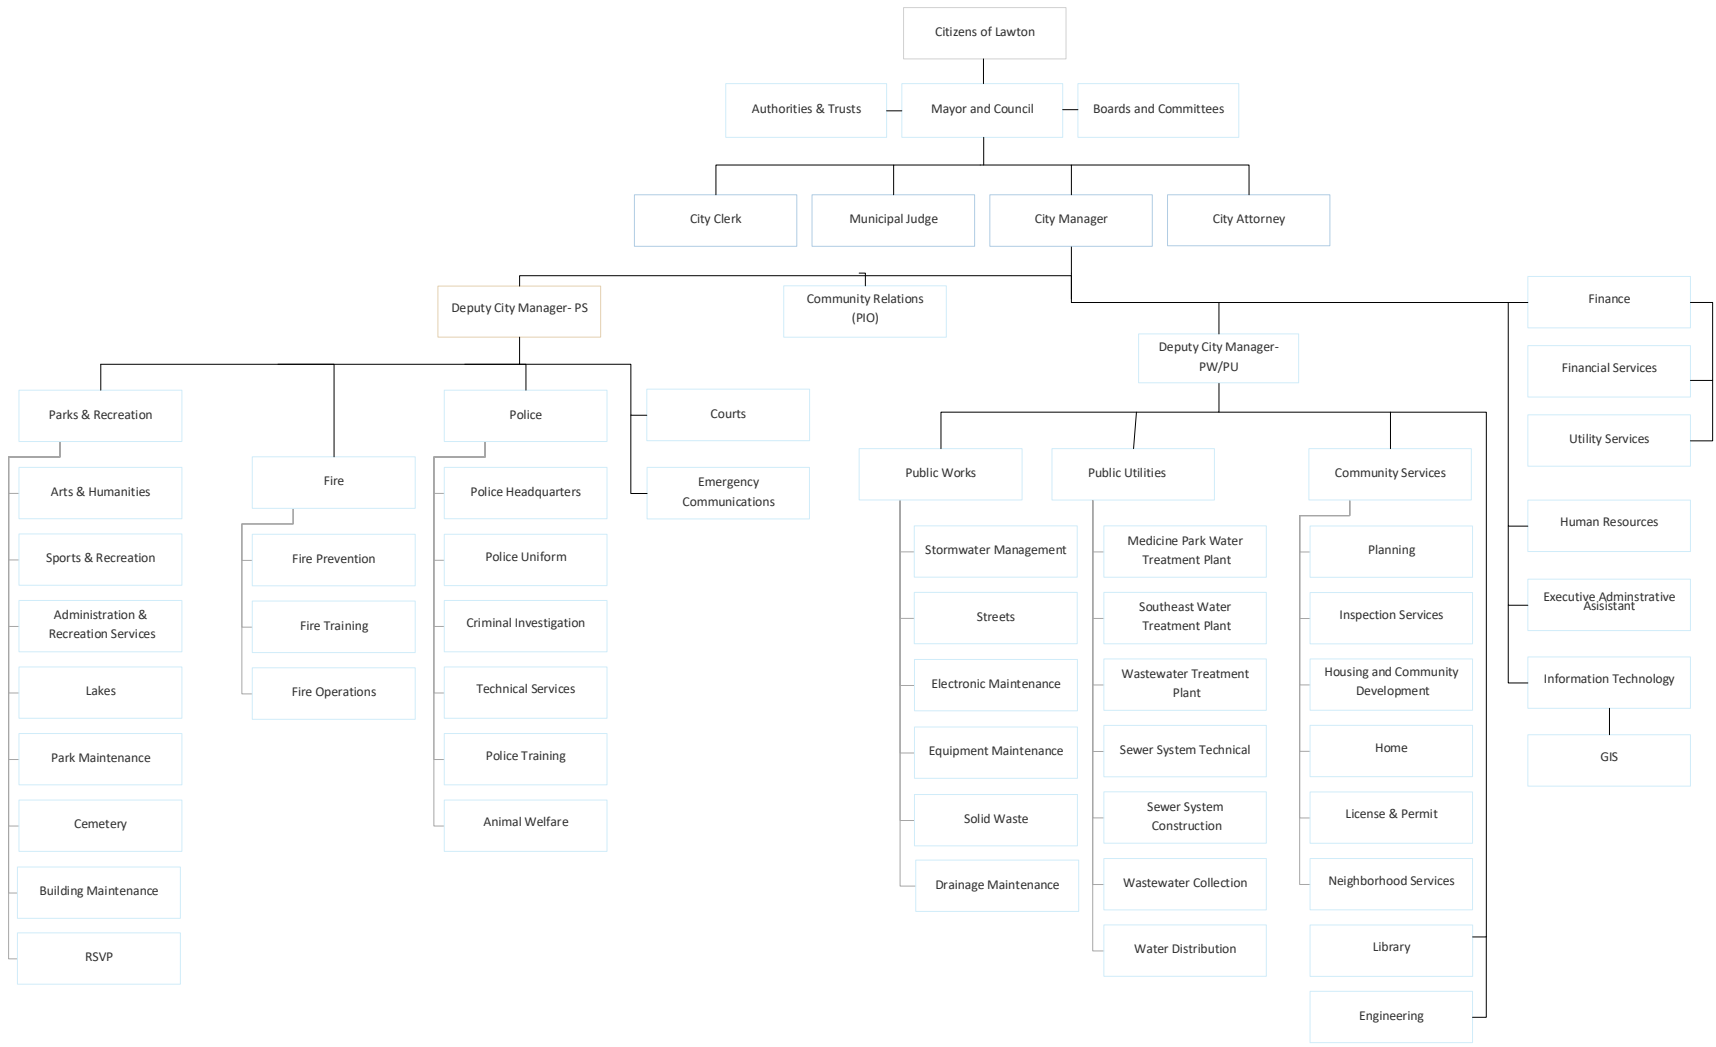 Citizens of Lawton
Authorities & Trusts
Mayor and Council
Boards and Committees
City Clerk
Municipal Judge
City Manager
City Attorney
Deputy City Manager- PS
Community Relations
(PIO)
Deputy City Manager-
PW/PU
Finance
Financial Services
Utility Services
Human Resources
Executive Adminstrative
Asisistant
Information Technology
GIS
Parks & Recreation
Arts & Humanities
Sports & Recreation
Administration &
Recreation Services
Lakes
Park Maintenance
Cemetery
Building Maintenance
RSVP
Fire
Fire Prevention
Fire Training
Fire Operations
Police
Police Headquarters
Police Uniform
Criminal Investigation
Technical Services
Police Training
Animal Welfare
Courts
Emergency
Communications
Public Works
Stormwater Management
Streets
Electronic Maintenance
Equipment Maintenance
Solid Waste
Drainage Maintenance
Public Utilities
Medicine Park Water
Treatment Plant
Southeast Water
Treatment Plant
Wastewater Treatment
Plant
Sewer System Technical
Sewer System
Construction
Wastewater Collection
Water Distribution
Community Services
Planning
Inspection Services
Housing and Community
Development
Home
License & Permit
Neighborhood Services
Library
Engineering